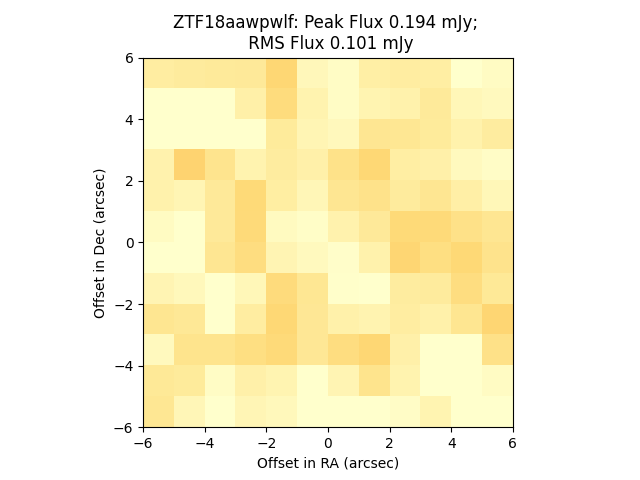 ZTF18aawpwlf: Peak Flux 0.194 mJy;
RMS Flux 0.101 mJy
6
4
2
0
−2
−4
−6
Offset in Dec (arcsec)
−6 −4 −2 0 2 4 6
Offset in RA (arcsec)